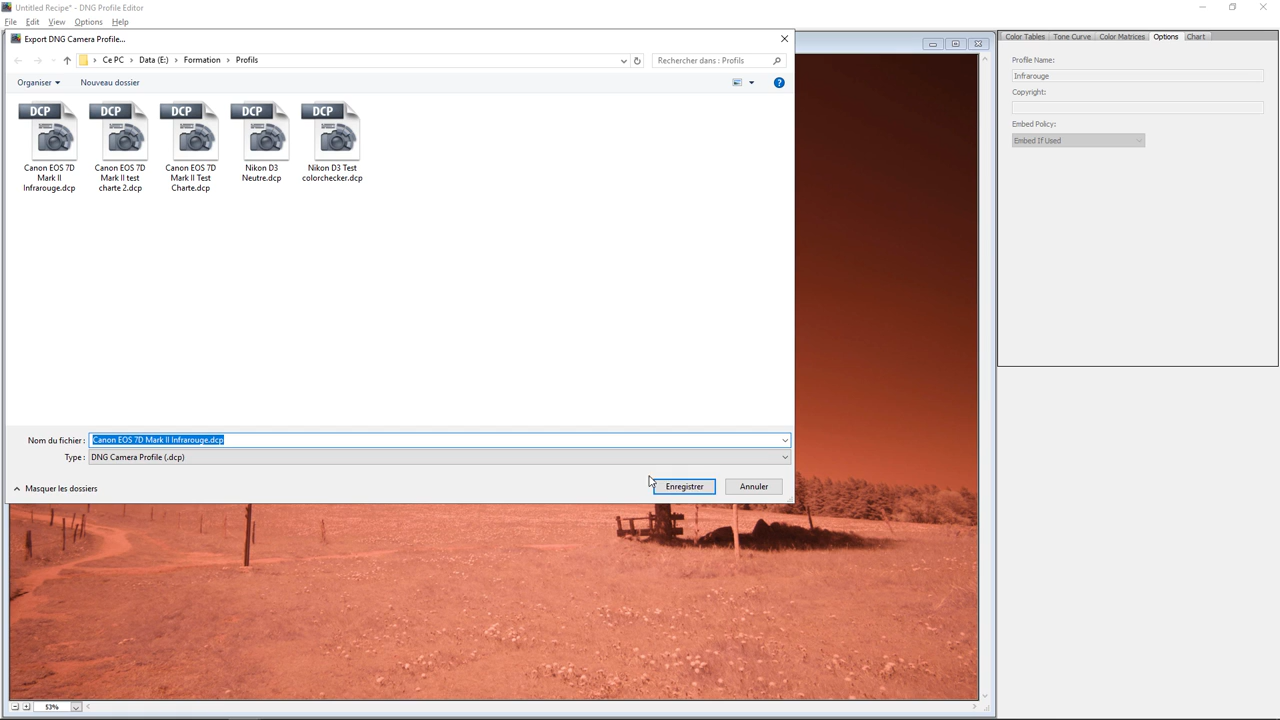 Untitled Recipe* - DNG Profile Editor
File Edit View Options Help
Export DNG Camera Profile...
Ce PC > Data (E:) > Formation > Profils
Rechercher dans : Profils
Organiser Nouveau dossier
DCP DCP DCP DCP DCP
Canon EOS 7D Mark II Infrarouge.dcp
Canon EOS 7D Mark II test charte 2.dcp
Canon EOS 7D Mark II Test Charte.dcp
Nikon D3 Neutre.dcp
Nikon D3 Test colorchecker.dcp
Nom du fichier : Canon EOS 7D Mark II Infrarouge.dcp
Type : DNG Camera Profile (.dcp)
Masquer les dossiers
Enregistrer Annuler
Color Tables Tone Curve Color Matrices Options Chart
Profile Name:
Infrarouge
Copyright:
Embed Policy:
Embed If Used
53%